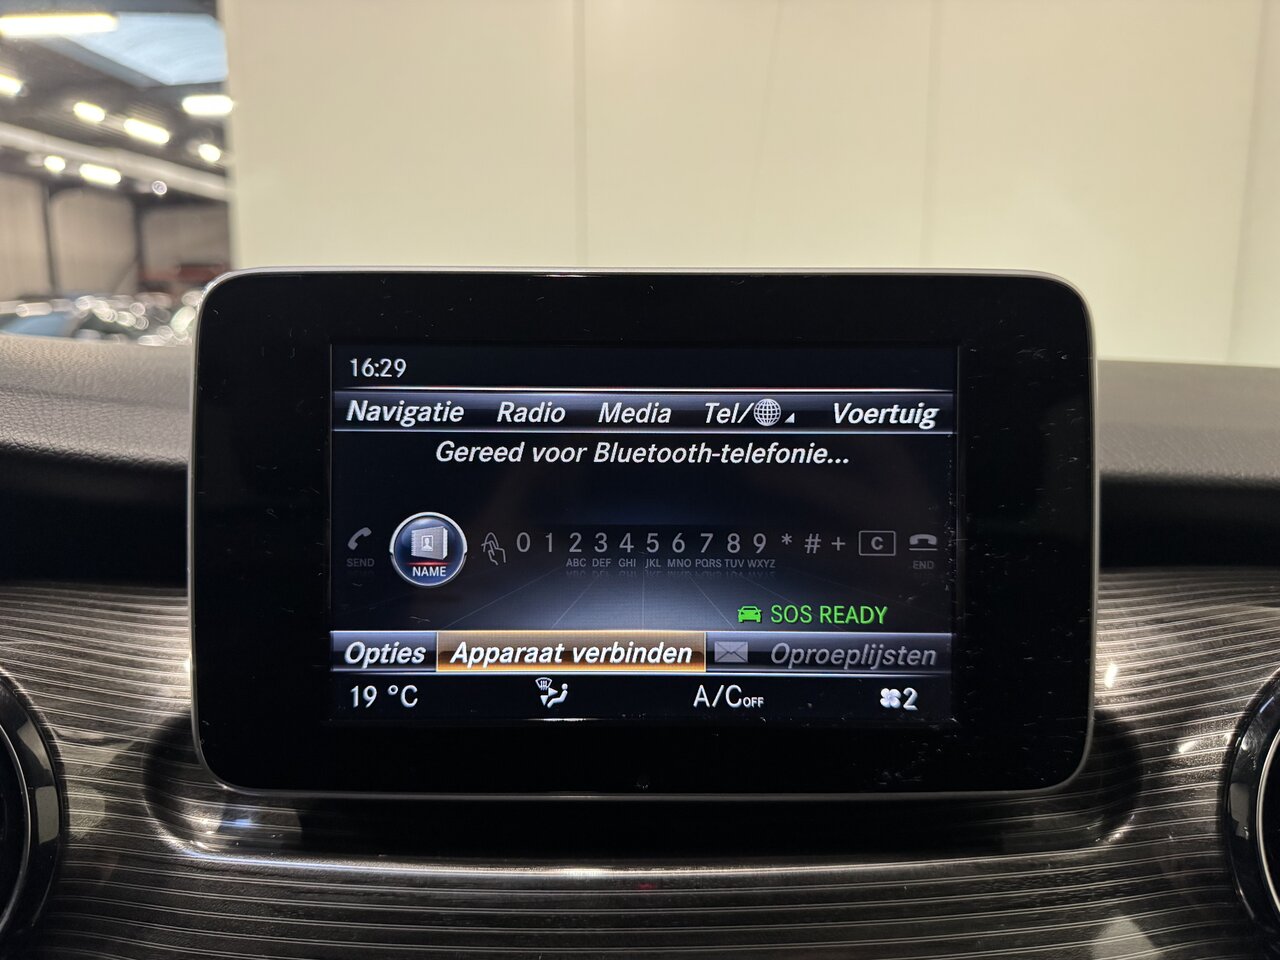 16:29
Navigatie Radio Media Tel/ Voertuig
Gereed voor Bluetooth-telefonie...
SEND NAME 0 1 2 3 4 5 6 7 8 9 * # + C END
ABC DEF GHI JKL MNO PQRS TUV WXYZ
SOS READY
Opties Apparaat verbinden Oproeplijsten
19 °C A/C OFF 2